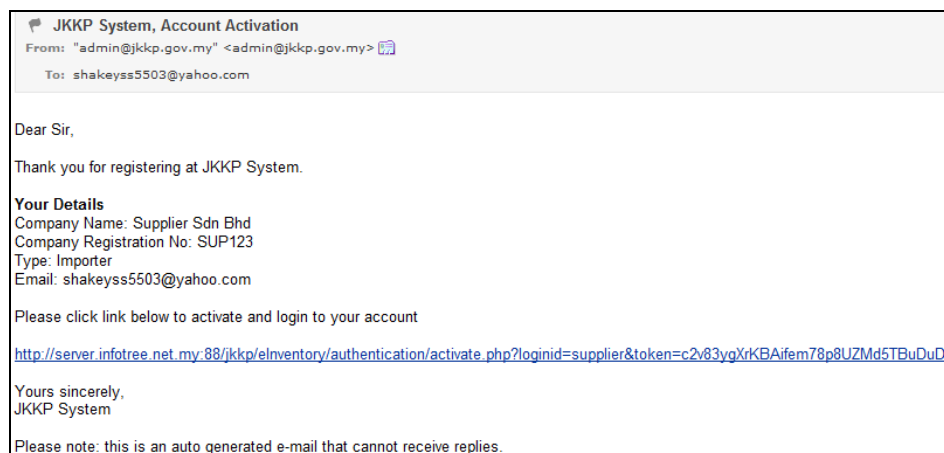 JKKP System, Account Activation
From: "admin@jkkp.gov.my" <admin@jkkp.gov.my>
To: shakeyss5503@yahoo.com
Dear Sir,
Thank you for registering at JKKP System.
Your Details
Company Name: Supplier Sdn Bhd
Company Registration No: SUP123
Type: Importer
Email: shakeyss5503@yahoo.com
Please click link below to activate and login to your account
http://server.infotree.net.my:88/jkkp/eInventory/authentication/activate.php?loginid=supplier&token=c2v83ygXrKBAifem78p8UZMd5TBuDuD
Yours sincerely,
JKKP System
Please note: this is an auto generated e-mail that cannot receive replies.